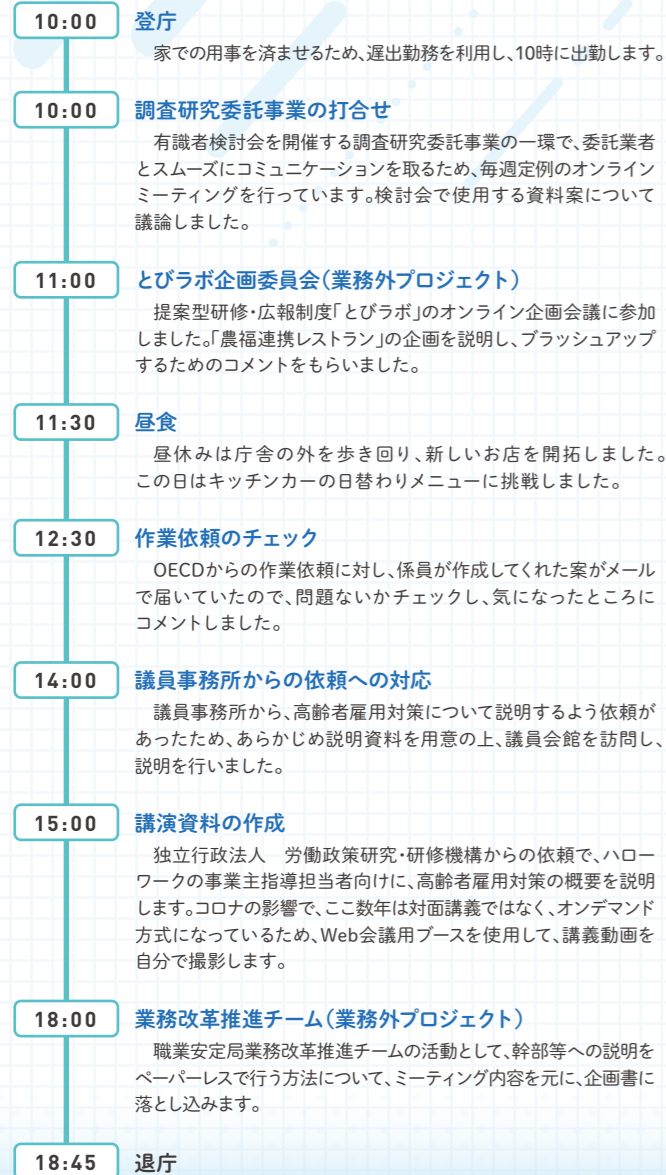 10:00 登庁
家での用事を済ませるため、遅出勤務を利用し、10時に出勤します。
10:00 調査研究委託事業の打合せ
有識者検討会を開催する調査研究委託事業の一環で、委託業者
とスムーズにコミュニケーションを取るため、毎週定例のオンライン
ミーティングを行っています。検討会で使用する資料案について
議論しました。
11:00 とびラボ企画委員会（業務外プロジェクト）
提案型研修・広報制度「とびラボ」のオンライン企画会議に参加
しました。「農福連携レストラン」の企画を説明し、ブラッシュアップ
するためのコメントをもらいました。
11:30 昼食
昼休みは庁舎の外を歩き回り、新しいお店を開拓しました。
この日はキッチンカーの日替わりメニューに挑戦しました。
12:30 作業依頼のチェック
OECDからの作業依頼に対し、係員が作成してくれた案がメール
で届いていたので、問題ないかチェックし、気になったところに
コメントしました。
14:00 議員事務所からの依頼への対応
議員事務所から、高齢者雇用対策について説明するよう依頼が
あったため、あらかじめ説明資料を用意の上、議員会館を訪問し、
説明を行いました。
15:00 講演資料の作成
独立行政法人　労働政策研究・研修機構からの依頼で、ハロー
ワークの事業主指導担当者向けに、高齢者雇用対策の概要を説明
します。コロナの影響で、ここ数年は対面講義ではなく、オンデマンド
方式になっているため、Web会議用ブースを使用して、講義動画を
自分で撮影します。
18:00 業務改革推進チーム（業務外プロジェクト）
職業安定局業務改革推進チームの活動として、幹部等への説明を
ペーパーレスで行う方法について、ミーティング内容を元に、企画書に
落とし込みます。
18:45 退庁